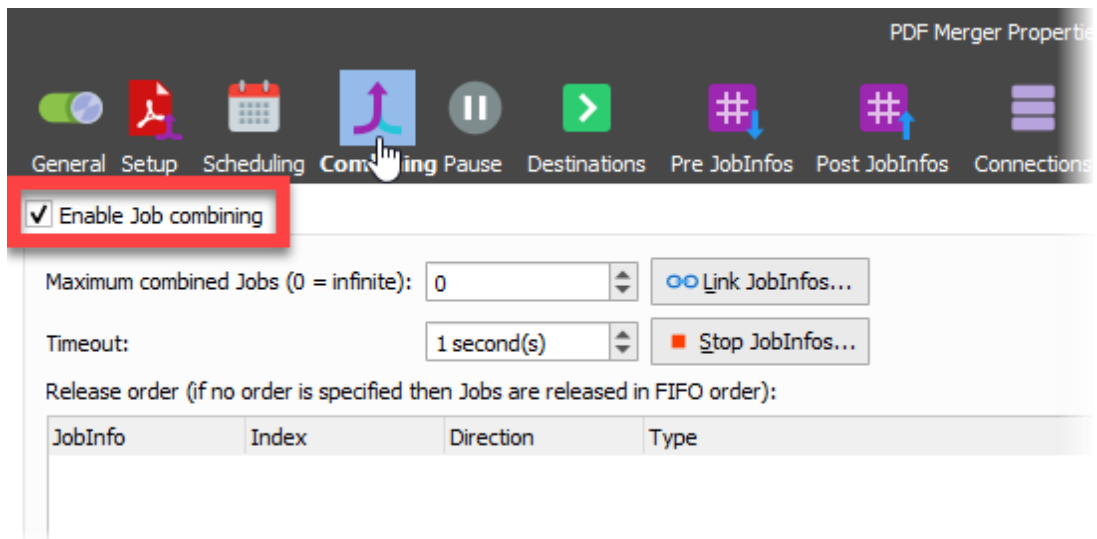 PDF Merger Propertie
General Setup Scheduling Combining Pause Destinations Pre JobInfos Post JobInfos Connections
Enable Job combining
Maximum combined Jobs (0 = infinite): 0 Link JobInfos...
Timeout: 1 second(s) Stop JobInfos...
Release order (if no order is specified then Jobs are released in FIFO order):
JobInfo Index Direction Type